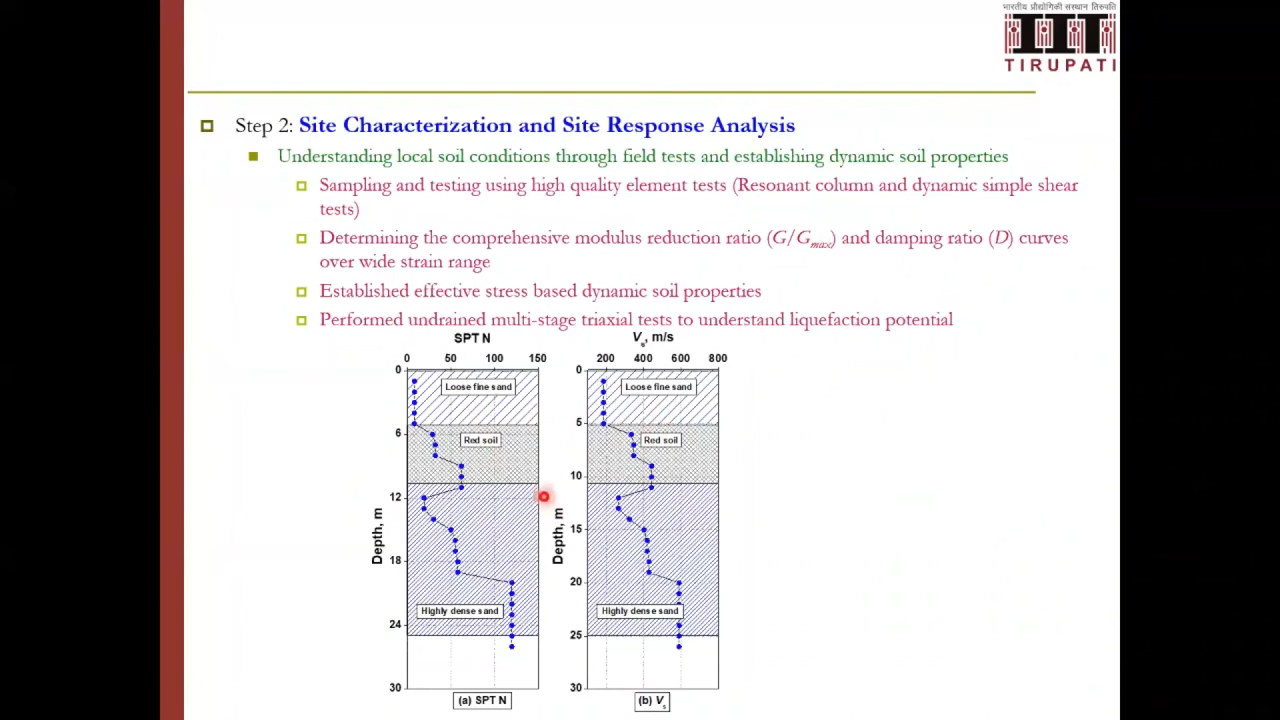 भारतीय प्रौद्योगिकी संस्थान तिरुपति
TIRUPATI
Step 2: Site Characterization and Site Response Analysis
Understanding local soil conditions through field tests and establishing dynamic soil properties
Sampling and testing using high quality element tests (Resonant column and dynamic simple shear
tests)
Determining the comprehensive modulus reduction ratio (G/Gmax) and damping ratio (D) curves
over wide strain range
Established effective stress based dynamic soil properties
Performed undrained multi-stage triaxial tests to understand liquefaction potential
SPT N
0 50 100 150
0
6
12
18
24
30
Depth, m
Loose fine sand
Red soil
Highly dense sand
(a) SPT N
Vs, m/s
200 400 600 800
0
5
10
15
20
25
30
Depth, m
Loose fine sand
Red soil
Highly dense sand
(b) Vs